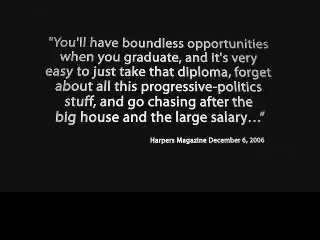 "You'll have boundless opportunities
when you graduate, and it's very
easy to just take that diploma, forget
about all this progressive-politics
stuff, and go chasing after the
big house and the large salary..."
Harpers Magazine December 6, 2006